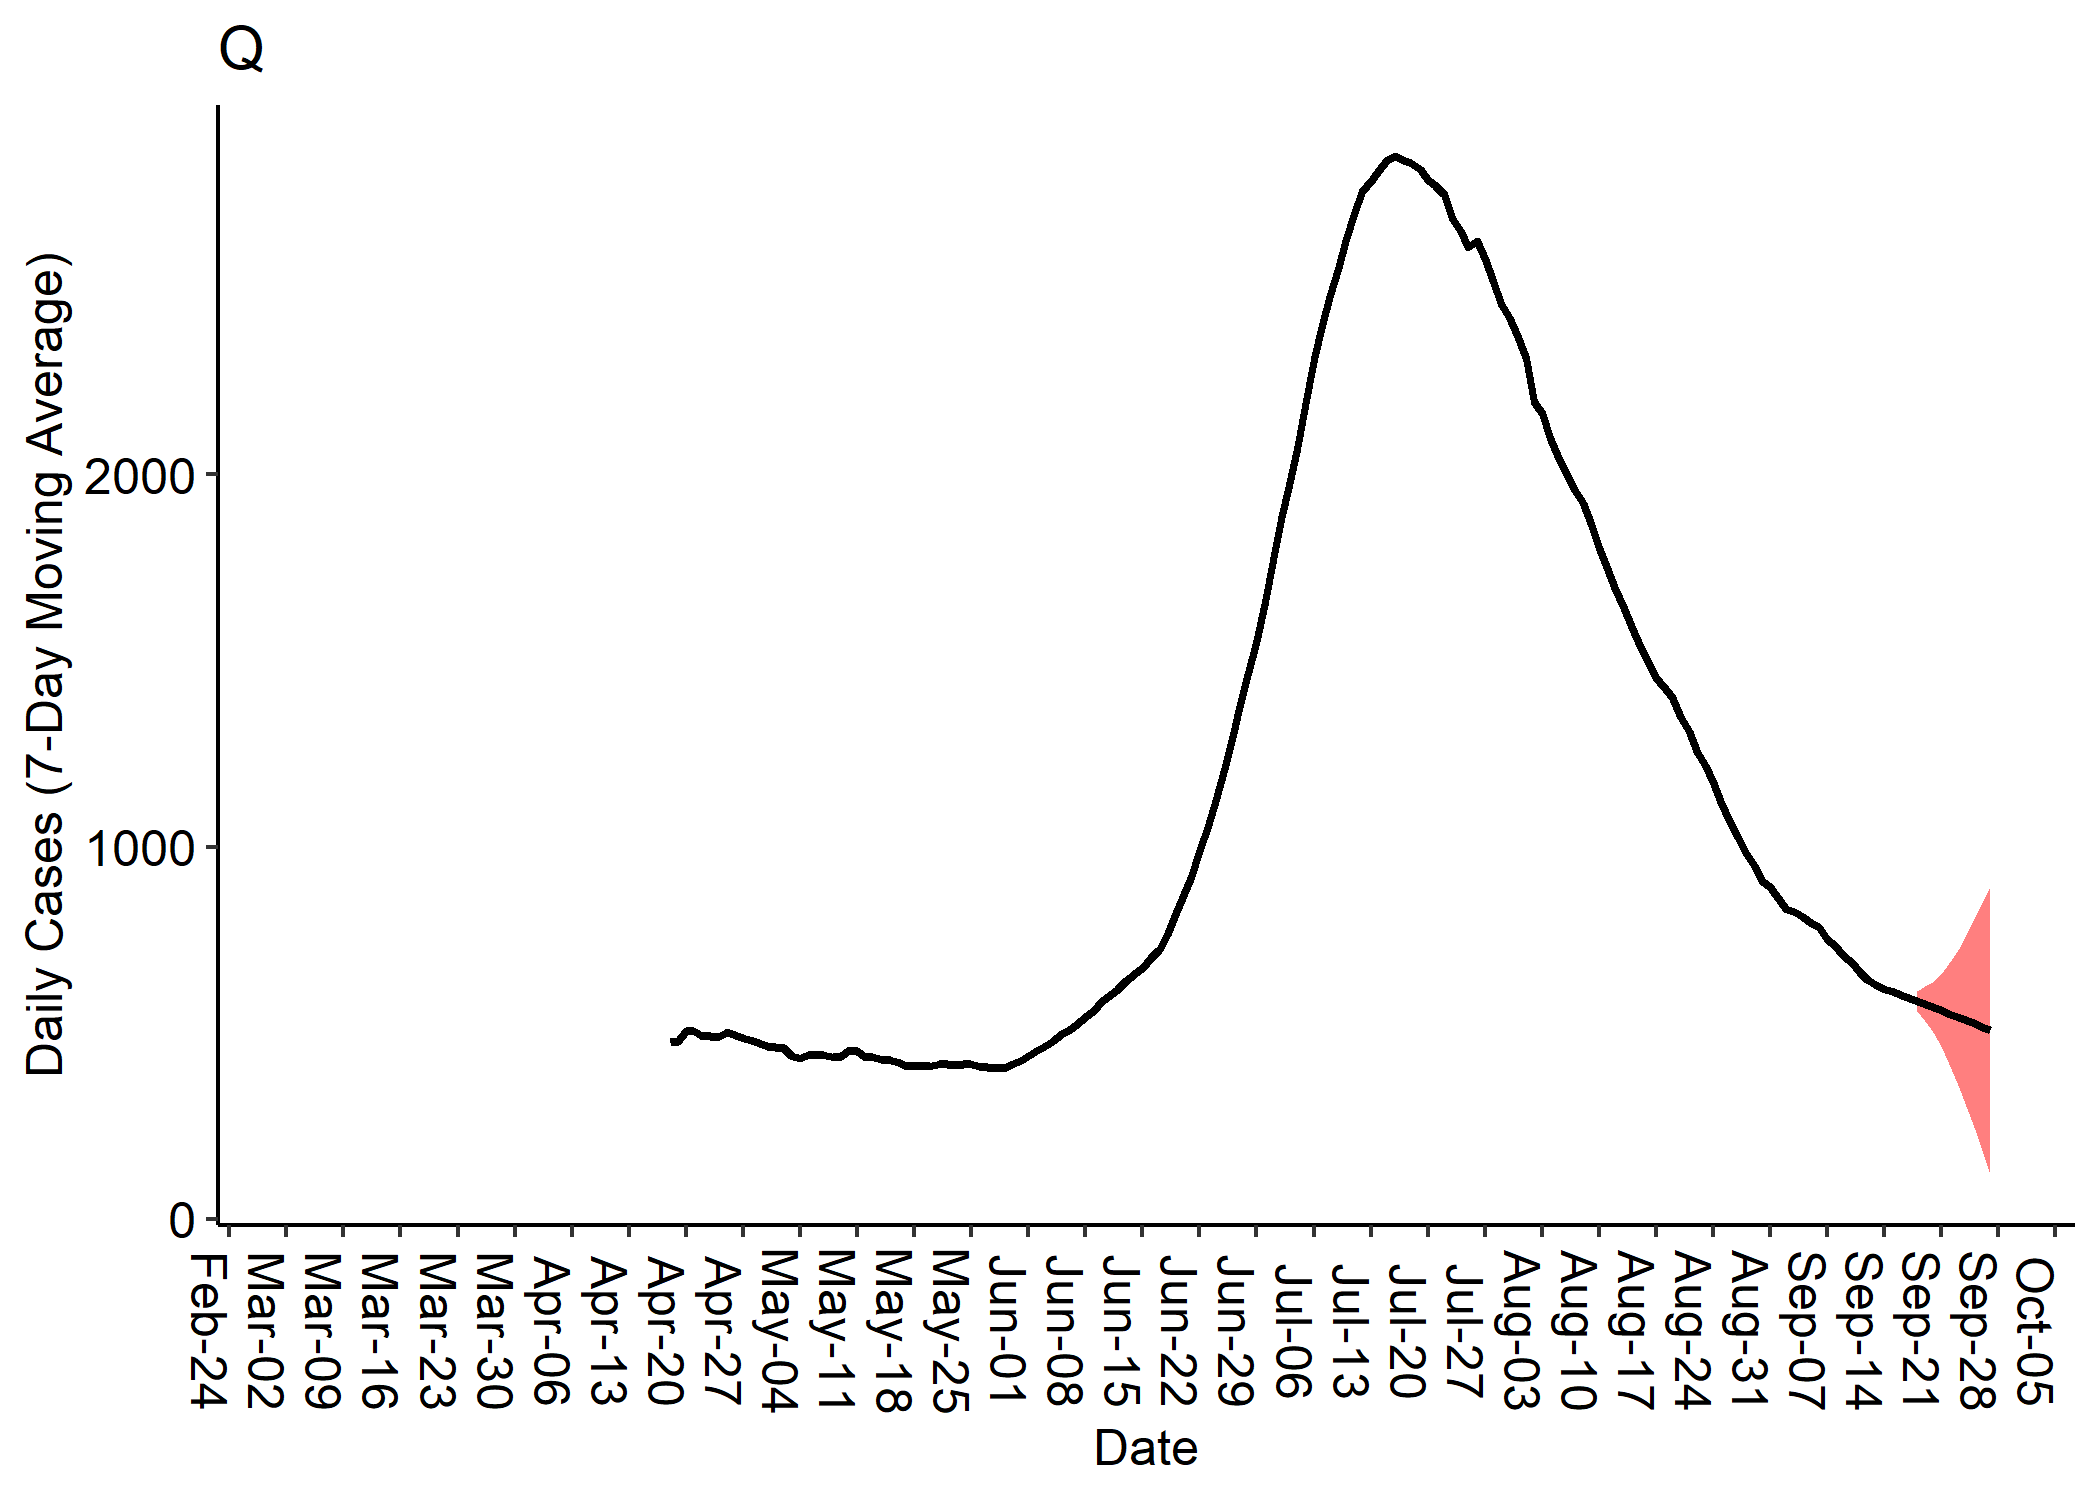 Q
Daily Cases (7-Day Moving Average)
2000
1000
0
Feb-24
Mar-02
Mar-09
Mar-16
Mar-23
Mar-30
Apr-06
Apr-13
Apr-20
Apr-27
May-04
May-11
May-18
May-25
Jun-01
Jun-08
Jun-15
Jun-22
Jun-29
Jul-06
Jul-13
Jul-20
Jul-27
Aug-03
Aug-10
Aug-17
Aug-24
Aug-31
Sep-07
Sep-14
Sep-21
Sep-28
Oct-05
Date